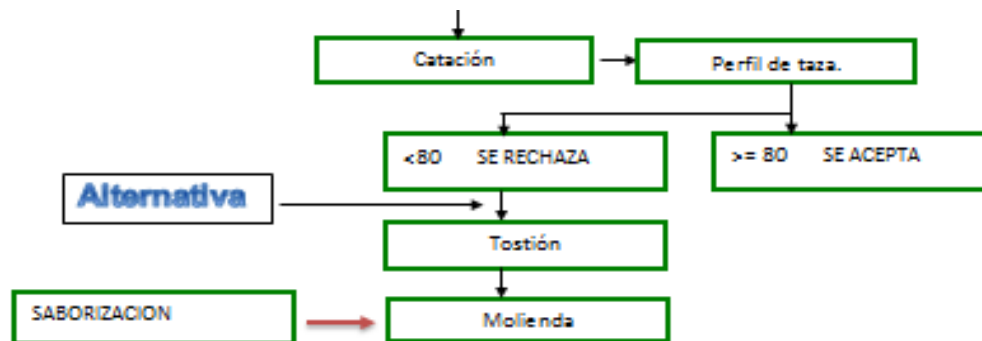 Catación
Perfil de taza.
<80 SE RECHAZA
>= 80 SE ACEPTA
Alternativa
Tostión
SABORIZACION
Molienda